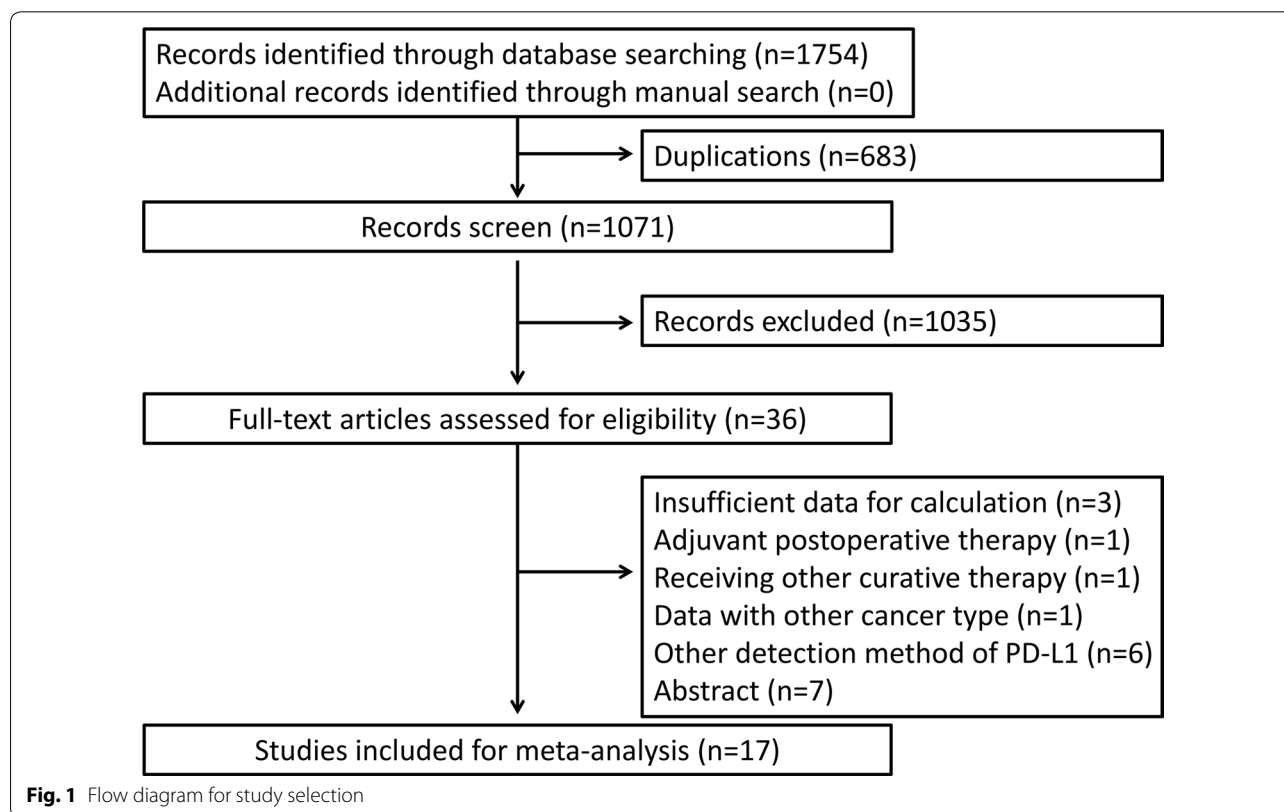 Records identified through database searching (n=1754)
Additional records identified through manual search (n=0)
Duplications (n=683)
Records screen (n=1071)
Records excluded (n=1035)
Full-text articles assessed for eligibility (n=36)
Insufficient data for calculation (n=3)
Adjuvant postoperative therapy (n=1)
Receiving other curative therapy (n=1)
Data with other cancer type (n=1)
Other detection method of PD-L1 (n=6)
Abstract (n=7)
Studies included for meta-analysis (n=17)
Fig. 1 Flow diagram for study selection